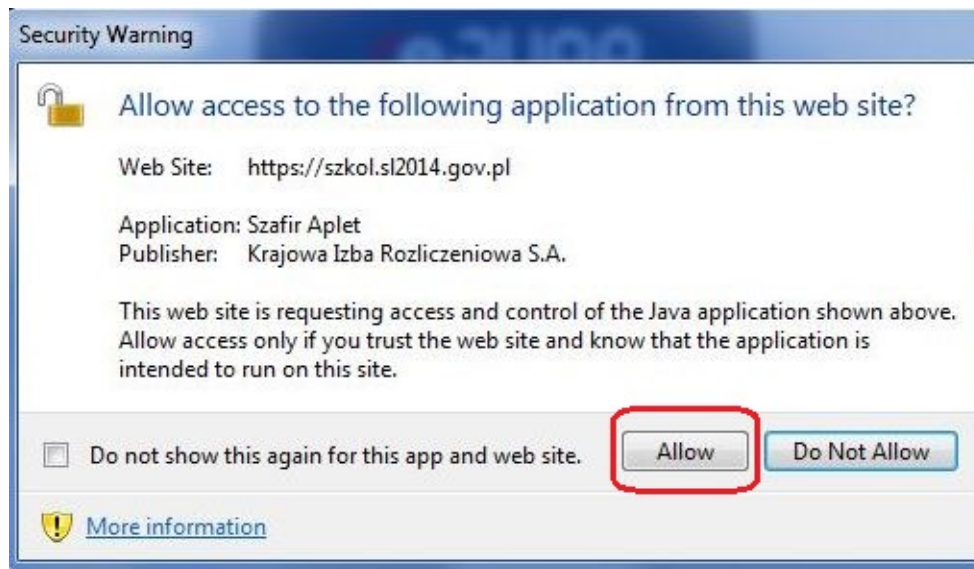 Security Warning
Allow access to the following application from this web site?
Web Site: https://szkol.sl2014.gov.pl
Application: Szafir Aplet
Publisher: Krajowa Izba Rozliczeniowa S.A.
This web site is requesting access and control of the Java application shown above.
Allow access only if you trust the web site and know that the application is
intended to run on this site.
Do not show this again for this app and web site.
Allow
Do Not Allow
More information